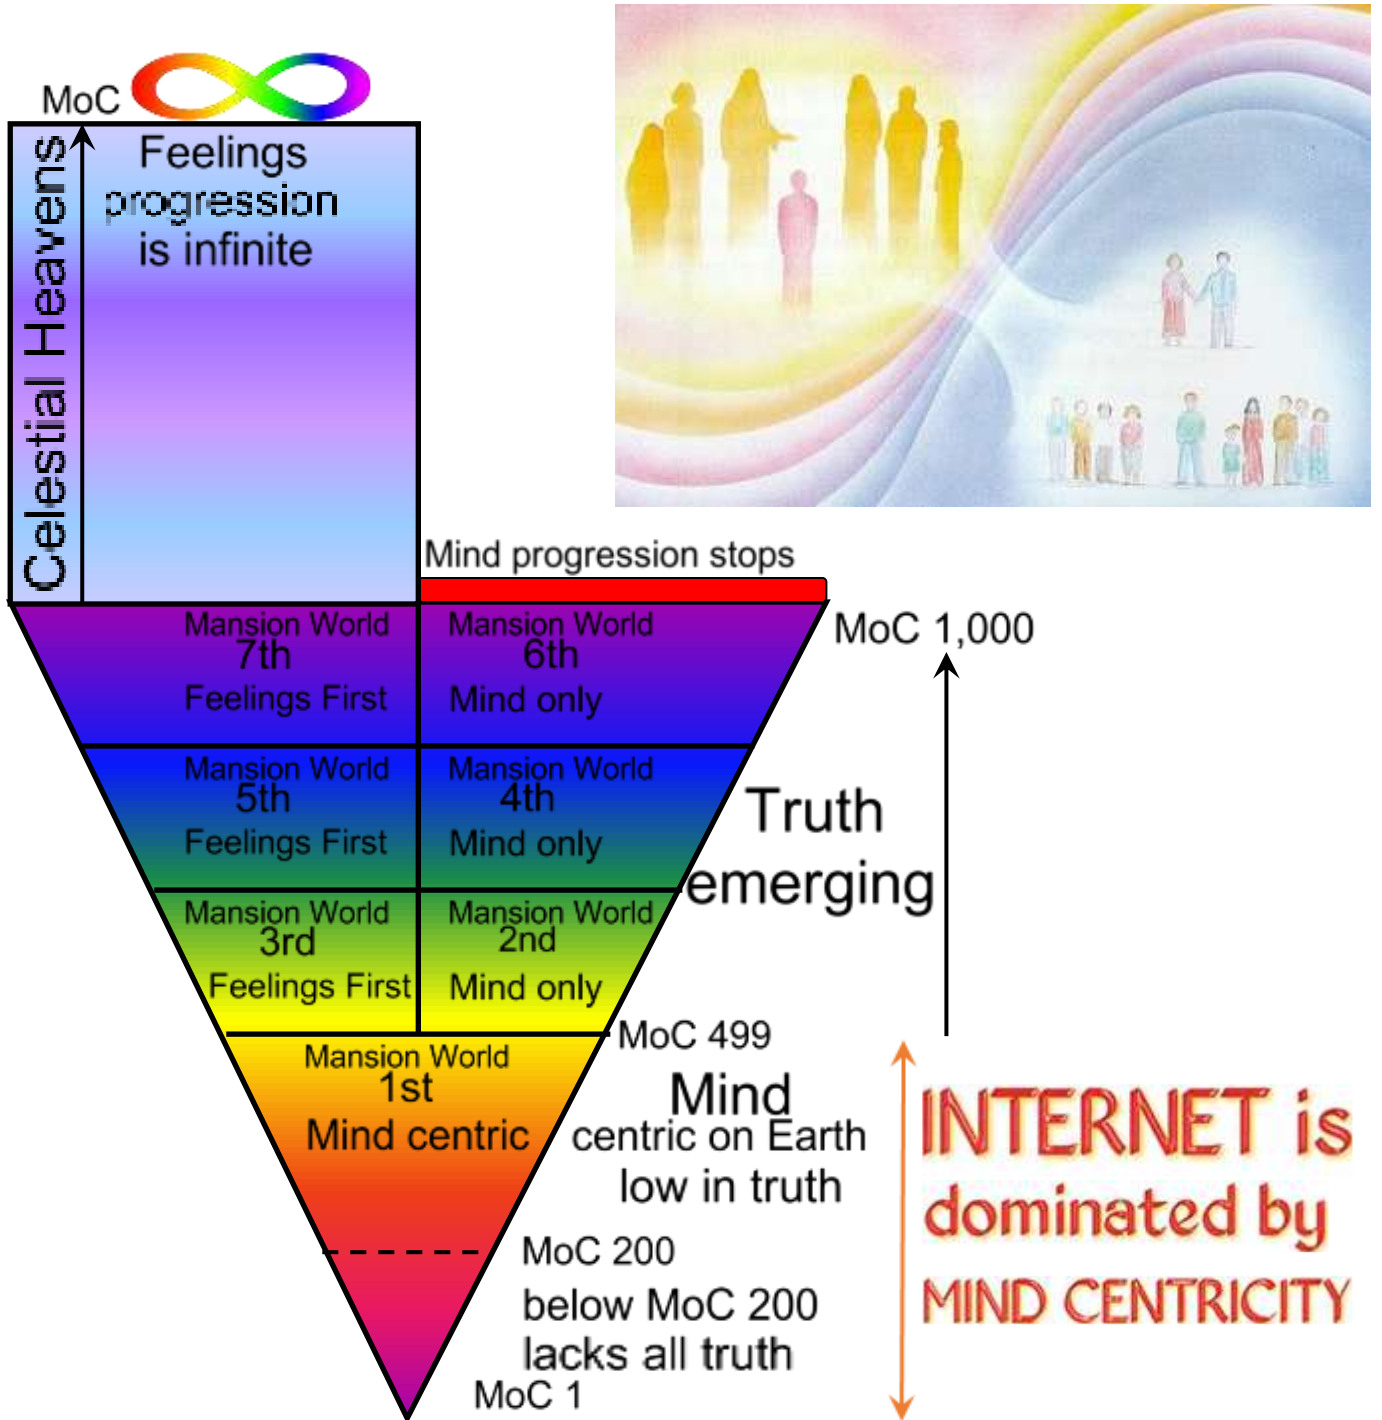 MoC
Celestial Heavens
Feelings
progression
is infinite
Mind progression stops
Mansion World
7th
Feelings First
Mansion World
6th
Mind only
MoC 1,000
Mansion World
5th
Feelings First
Mansion World
4th
Mind only
Truth
emerging
Mansion World
3rd
Feelings First
Mansion World
2nd
Mind only
MoC 499
Mansion World
1st
Mind centric
Mind
centric on Earth
low in truth
INTERNET is
dominated by
MIND CENTRICITY
MoC 200
below MoC 200
lacks all truth
MoC 1